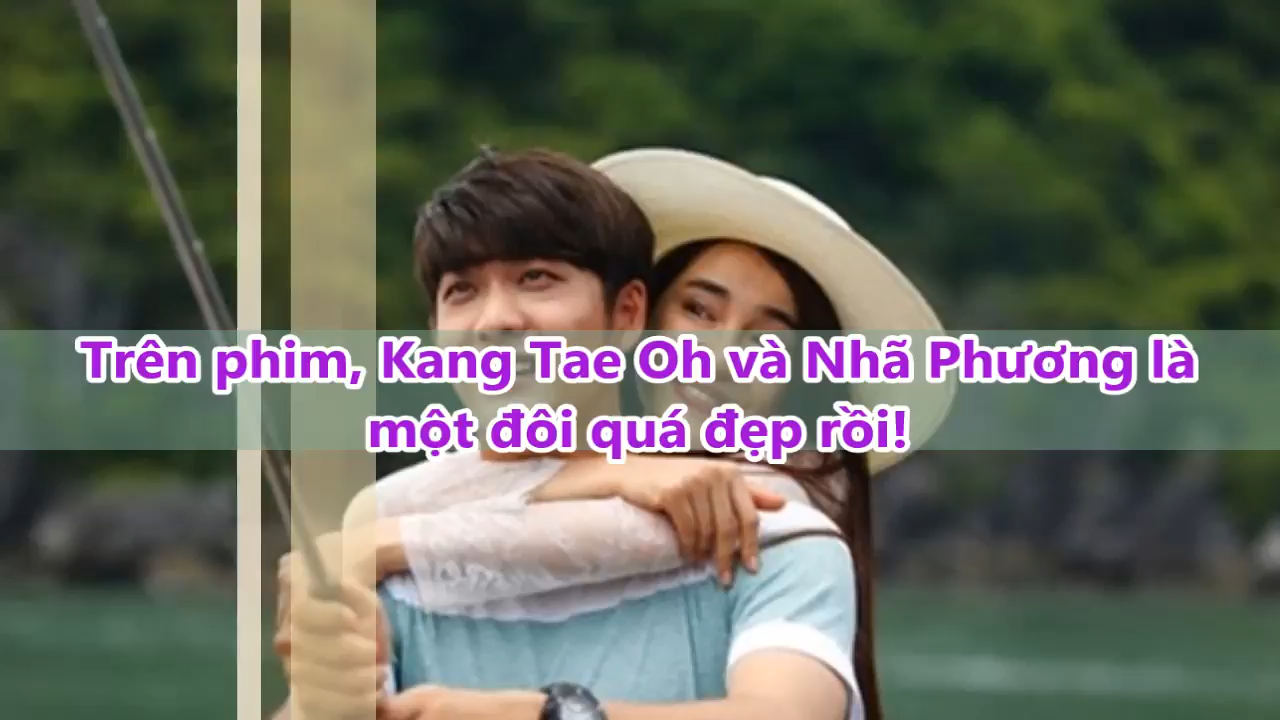 Trên phim, Kang Tae Oh và Nhã Phương là
một đôi quá đẹp rồi!